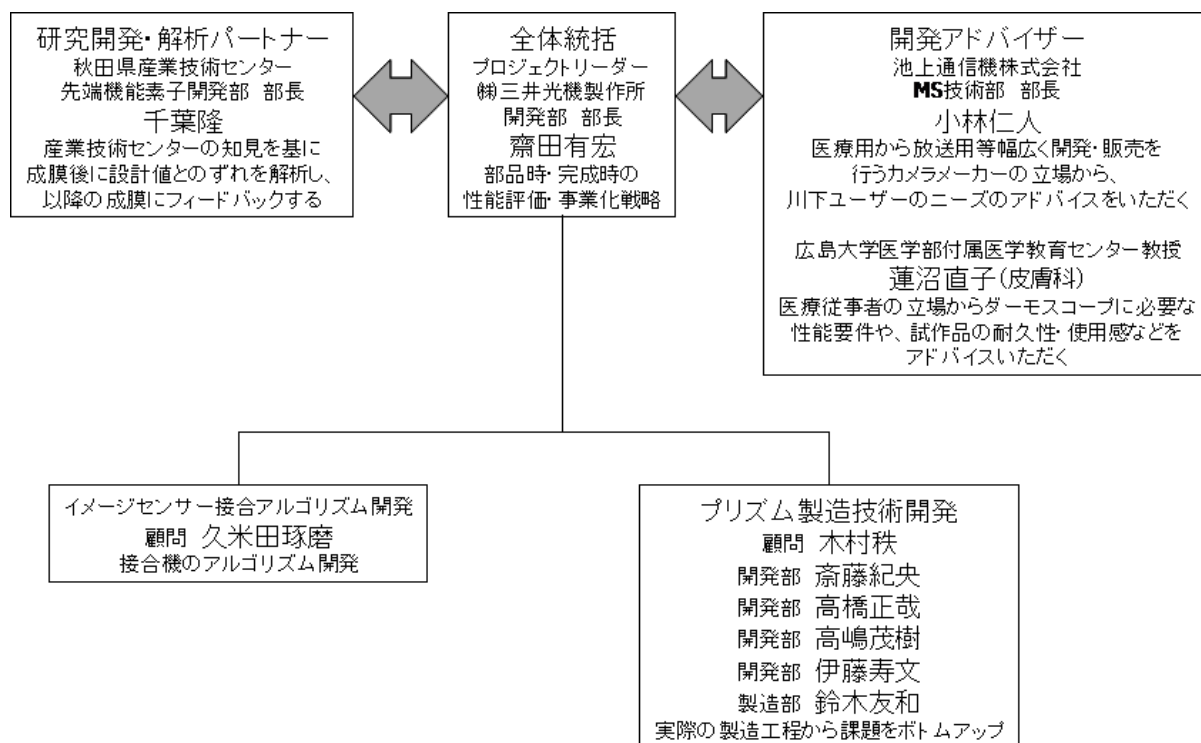 研究開発・解析パートナー
秋田県産業技術センター
先端機能素子開発部 部長
千葉隆
産業技術センターの知見を基に
成膜後に設計値とのずれを解析し、
以降の成膜にフィードバックする
全体統括
プロジェクトリーダー
㈱三井光機製作所
開発部 部長
齋田有宏
部品時・完成時の
性能評価・事業化戦略
開発アドバイザー
池上通信機株式会社
MS技術部 部長
小林仁人
医療用から放送用等幅広く開発・販売を
行うカメラメーカーの立場から、
川下ユーザーのニーズのアドバイスをいただく
広島大学医学部付属医学教育センター教授
蓮沼直子(皮膚科)
医療従事者の立場からダーモスコープに必要な
性能要件や、試作品の耐久性・使用感などを
アドバイスいただく
イメージセンサー接合アルゴリズム開発
顧問 久米田琢磨
接合機のアルゴリズム開発
プリズム製造技術開発
顧問 木村秩
開発部 斎藤紀央
開発部 高橋正哉
開発部 高嶋茂樹
開発部 伊藤寿文
製造部 鈴木友和
実際の製造工程から課題をボトムアップ